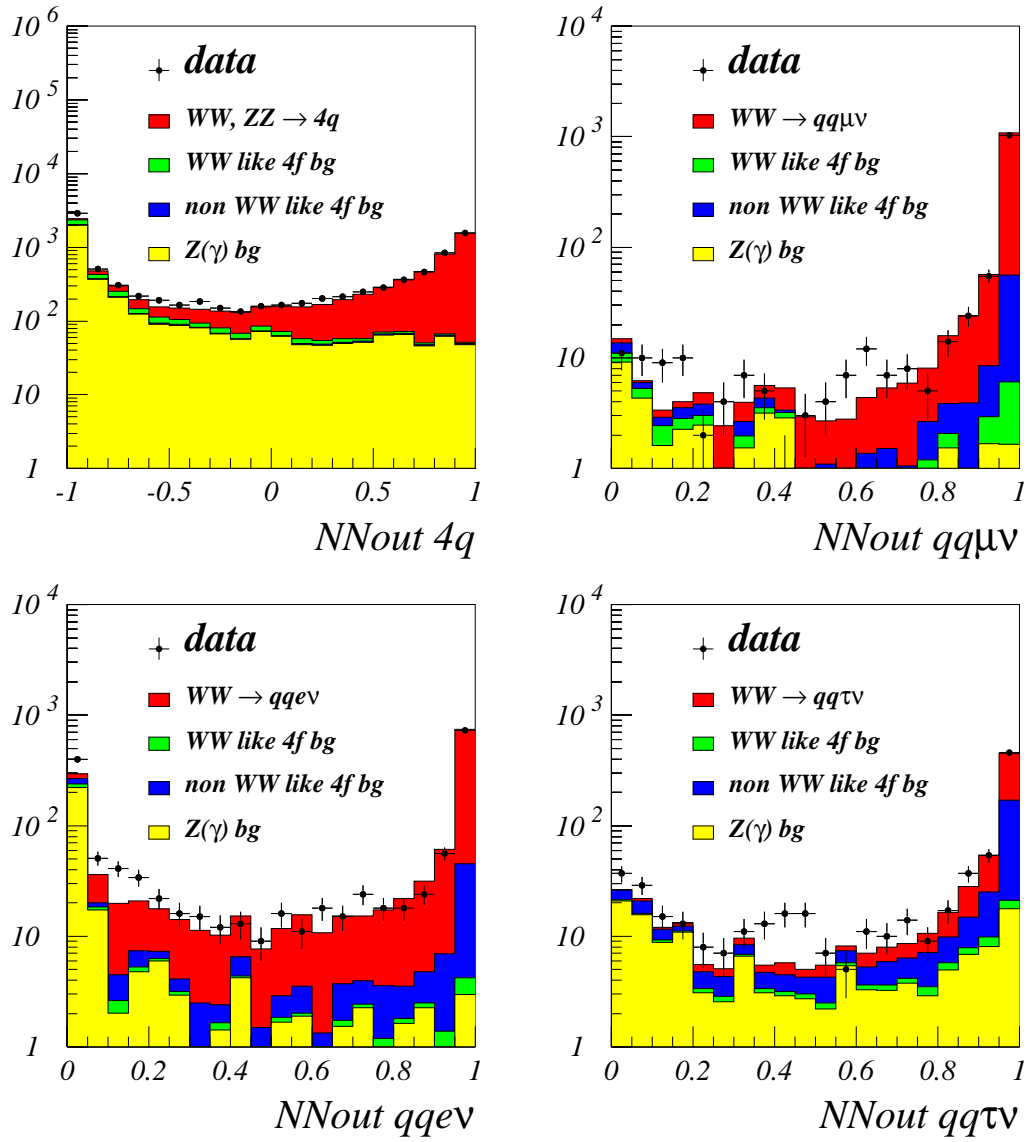 10^6
10^5
10^4
10^3
10^2
10
1
data
WW, ZZ → 4q
WW like 4f bg
non WW like 4f bg
Z(γ) bg
-1 -0.5 0 0.5 1
NNout 4q
10^4
10^3
10^2
10
1
data
WW → qqμν
WW like 4f bg
non WW like 4f bg
Z(γ) bg
0 0.2 0.4 0.6 0.8 1
NNout qqμν
10^4
10^3
10^2
10
1
data
WW → qqeν
WW like 4f bg
non WW like 4f bg
Z(γ) bg
0 0.2 0.4 0.6 0.8 1
NNout qqeν
10^4
10^3
10^2
10
1
data
WW → qqτν
WW like 4f bg
non WW like 4f bg
Z(γ) bg
0 0.2 0.4 0.6 0.8 1
NNout qqτν